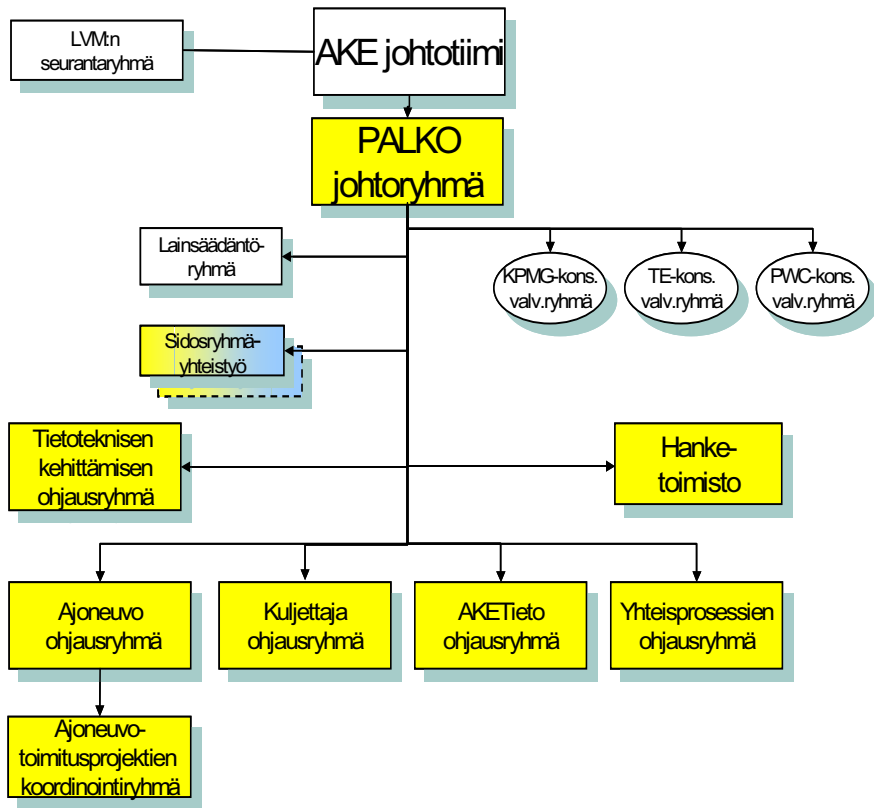 LVM:n
seurantaryhmä
AKE johtotiimi
PALKO
johtoryhmä
Lainsäädäntö-
ryhmä
KPMG-kons.
valv.ryhmä
TE-kons.
valv.ryhmä
PWC-kons.
valv.ryhmä
Sidosryhmä-
yhteistyö
Tietoteknisen
kehittämisen
ohjausryhmä
Hanke-
toimisto
Ajoneuvo
ohjausryhmä
Kuljettaja
ohjausryhmä
AKETieto
ohjausryhmä
Yhteisprosessien
ohjausryhmä
Ajoneuvo-
toimitusprojektien
koordinointiryhmä